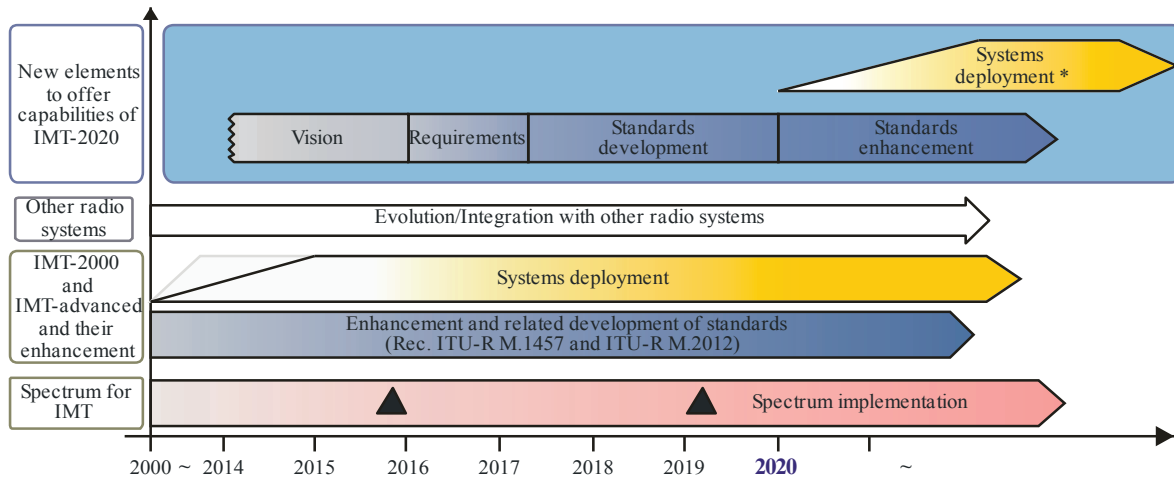 New elements
to offer
capabilities of
IMT-2020
Systems
deployment *
Vision
Requirements
Standards
development
Standards
enhancement
Other radio
systems
Evolution/Integration with other radio systems
IMT-2000
and
IMT-advanced
and their
enhancement
Systems deployment
Enhancement and related development of standards
(Rec. ITU-R M.1457 and ITU-R M.2012)
Spectrum for
IMT
Spectrum implementation
2000 ~ 2014 2015 2016 2017 2018 2019 2020 ~